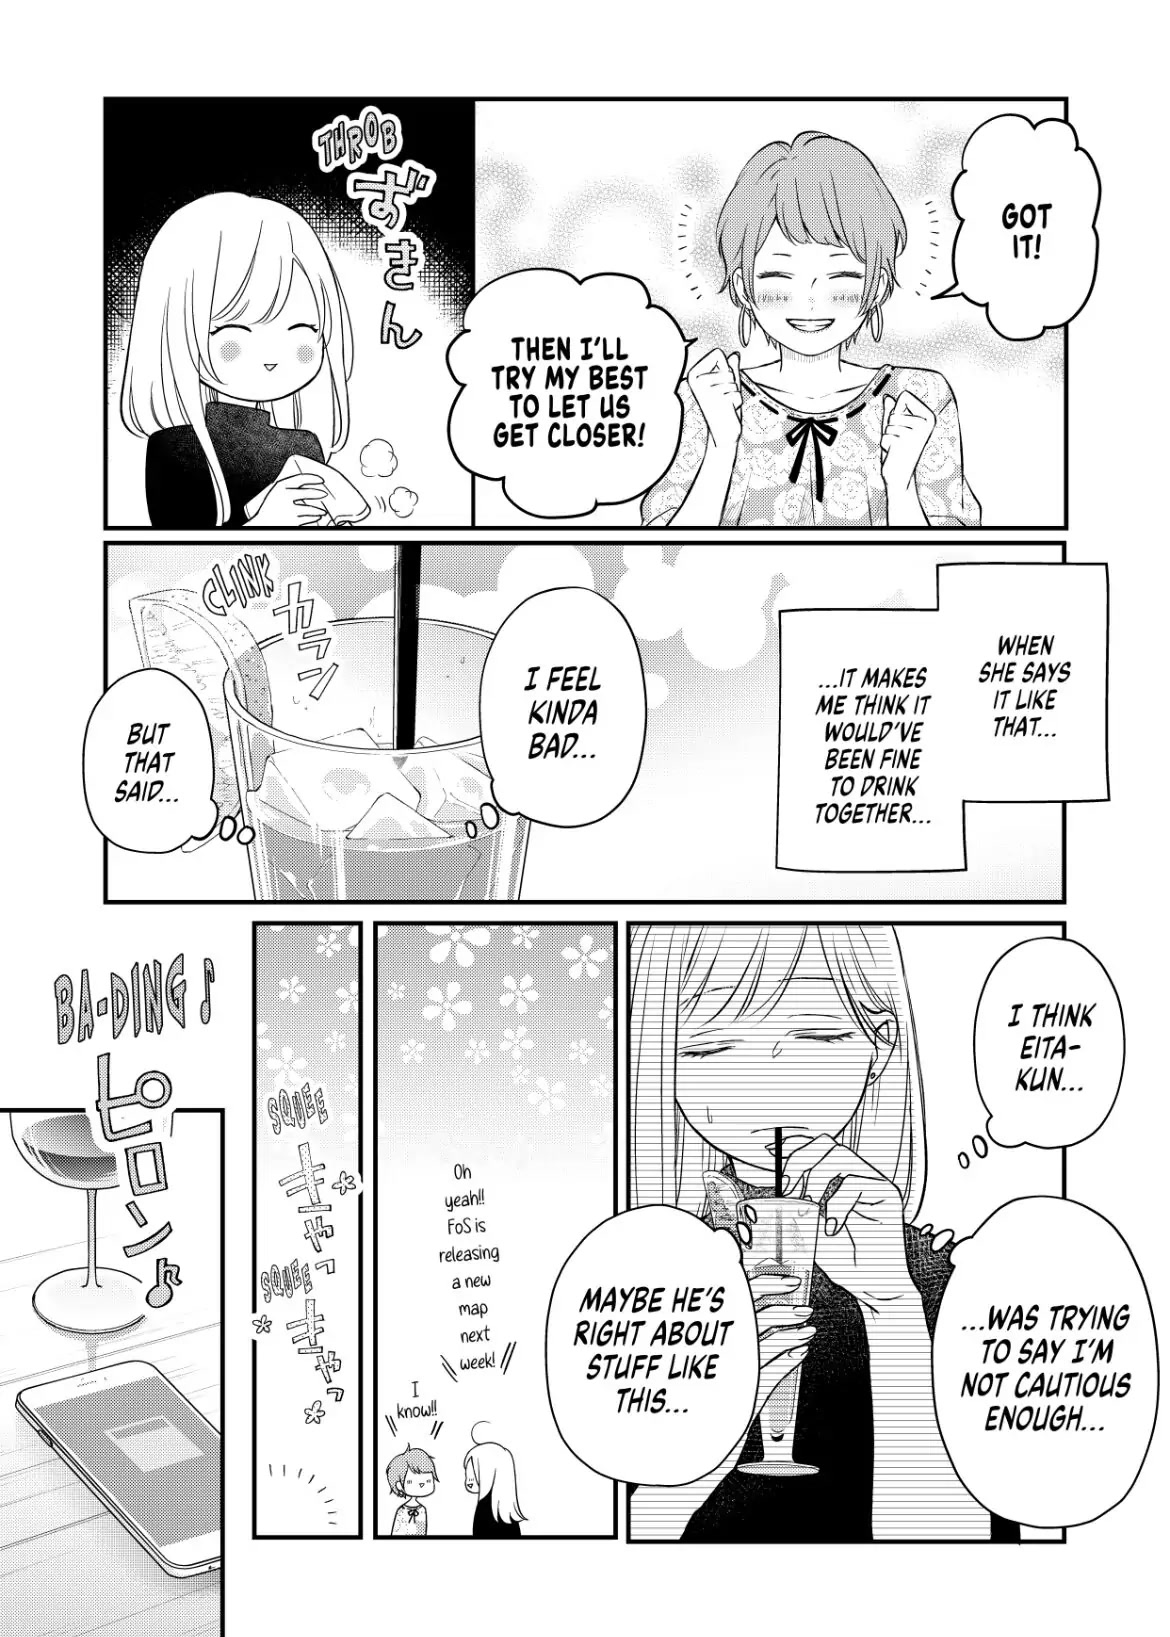 GOT
IT!
THEN I'LL
TRY MY BEST
TO LET US
GET CLOSER!
THROB
ずきん
WHEN
SHE SAYS
IT LIKE
THAT...
...IT MAKES
ME THINK IT
WOULD'VE
BEEN FINE
TO DRINK
TOGETHER...
I FEEL
KINDA
BAD...
CLINK
カラン
BUT
THAT
SAID...
I THINK
EITA-
KUN...
...WAS TRYING
TO SAY I'M
NOT CAUTIOUS
ENOUGH...
MAYBE HE'S
RIGHT ABOUT
STUFF LIKE
THIS...
Oh
yeah!!
FoS is
releasing
a new
map
next
week!
I
know!!
SQUEE
きゃっ
SQUEE
きゃっ
BA-DING♪
ピロン♪